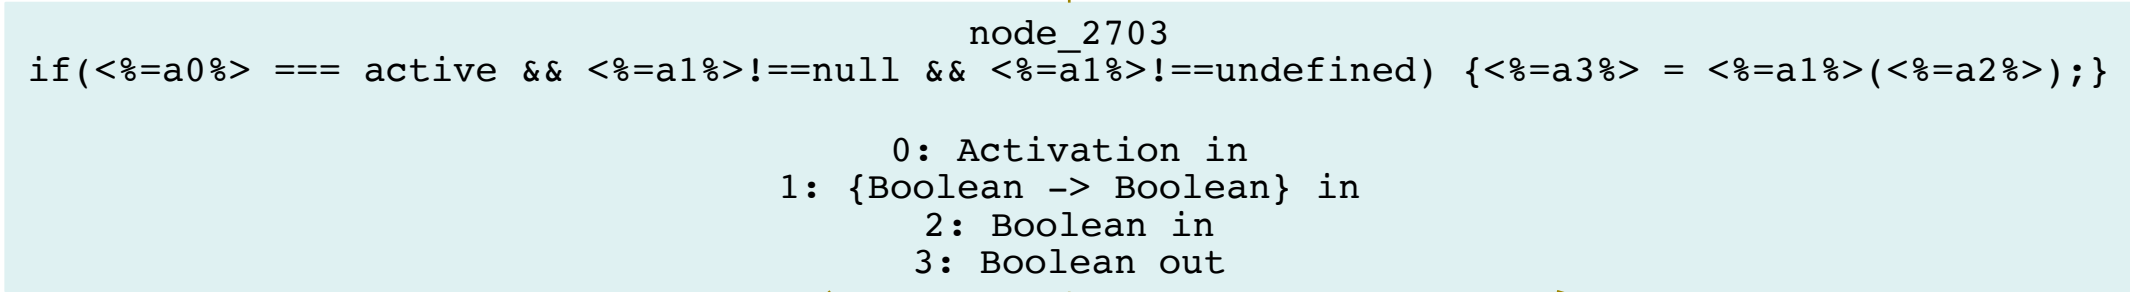 node_2703
if(<%=a0%> === active && <%=a1%>!==null && <%=a1%>!==undefined) {<%=a3%> = <%=a1%>(<%=a2%>);}
0: Activation in
1: {Boolean -> Boolean} in
2: Boolean in
3: Boolean out